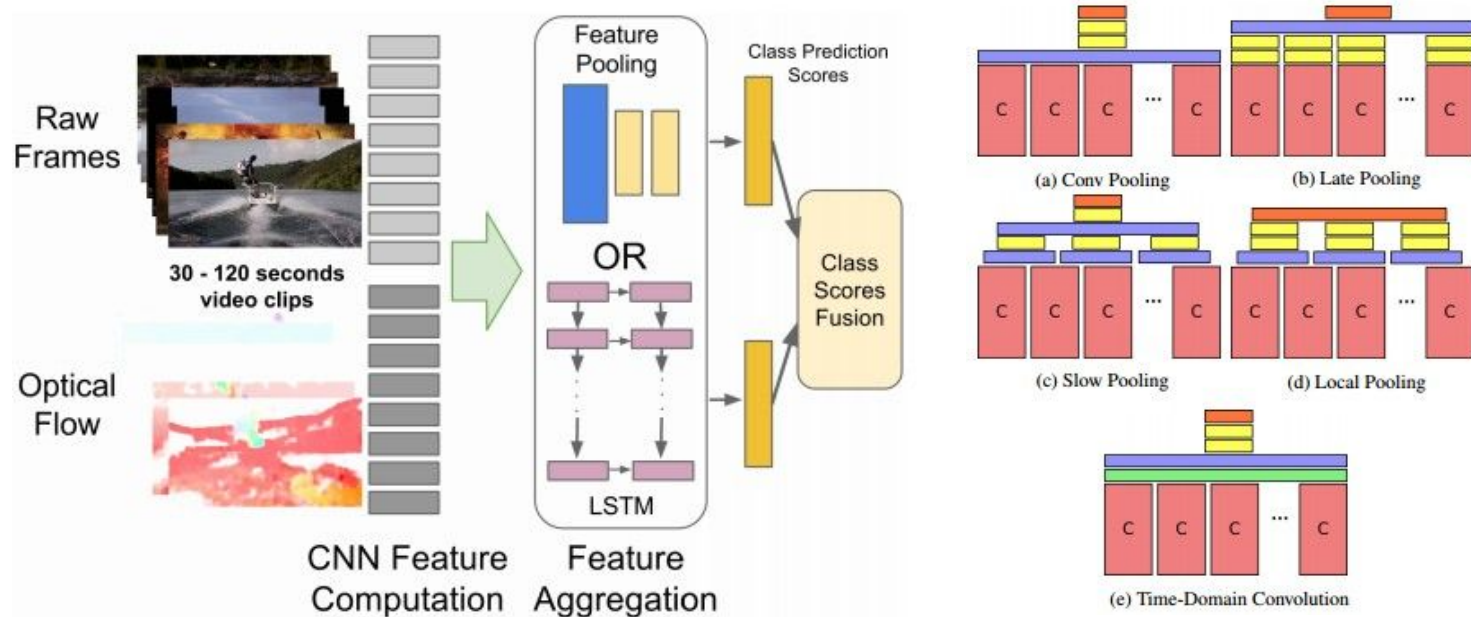 Raw
Frames
30 - 120 seconds
video clips
Optical
Flow
CNN Feature
Computation
Feature
Pooling
OR
LSTM
Feature
Aggregation
Class Prediction
Scores
Class
Scores
Fusion
C C C ... C
(a) Conv Pooling
C C C ... C
(b) Late Pooling
C C C ... C
(c) Slow Pooling
C C C ... C
(d) Local Pooling
C C C ... C
(e) Time-Domain Convolution